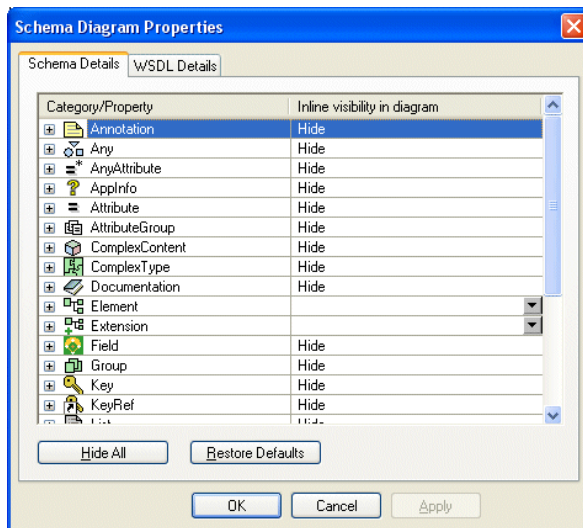 Schema Diagram Properties
Schema Details WSDL Details
Category/Property Inline visibility in diagram
Annotation Hide
Any Hide
AnyAttribute Hide
AppInfo Hide
Attribute Hide
AttributeGroup Hide
ComplexContent Hide
ComplexType Hide
Documentation Hide
Element
Extension
Field Hide
Group Hide
Key Hide
KeyRef Hide
List Hide
Hide All Restore Defaults
OK Cancel Apply